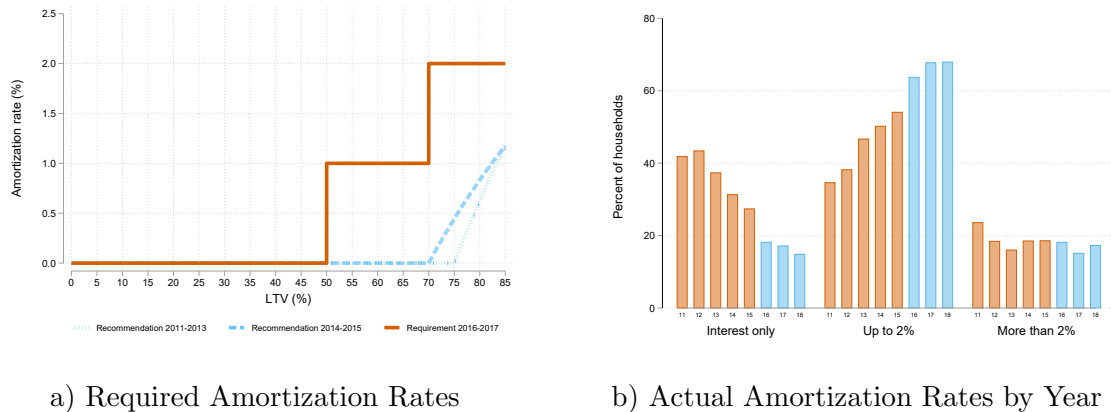 2.5
2.0
1.5
1.0
0.5
0.0
Amortization rate (%)
0 5 10 15 20 25 30 35 40 45 50 55 60 65 70 75 80 85
LTV (%)
Recommendation 2011-2013 Recommendation 2014-2015 Requirement 2016-2017
a) Required Amortization Rates
80
60
40
20
0
Percent of households
11 12 13 14 15 16 17 18 11 12 13 14 15 16 17 18 11 12 13 14 15 16 17 18
Interest only Up to 2% More than 2%
b) Actual Amortization Rates by Year